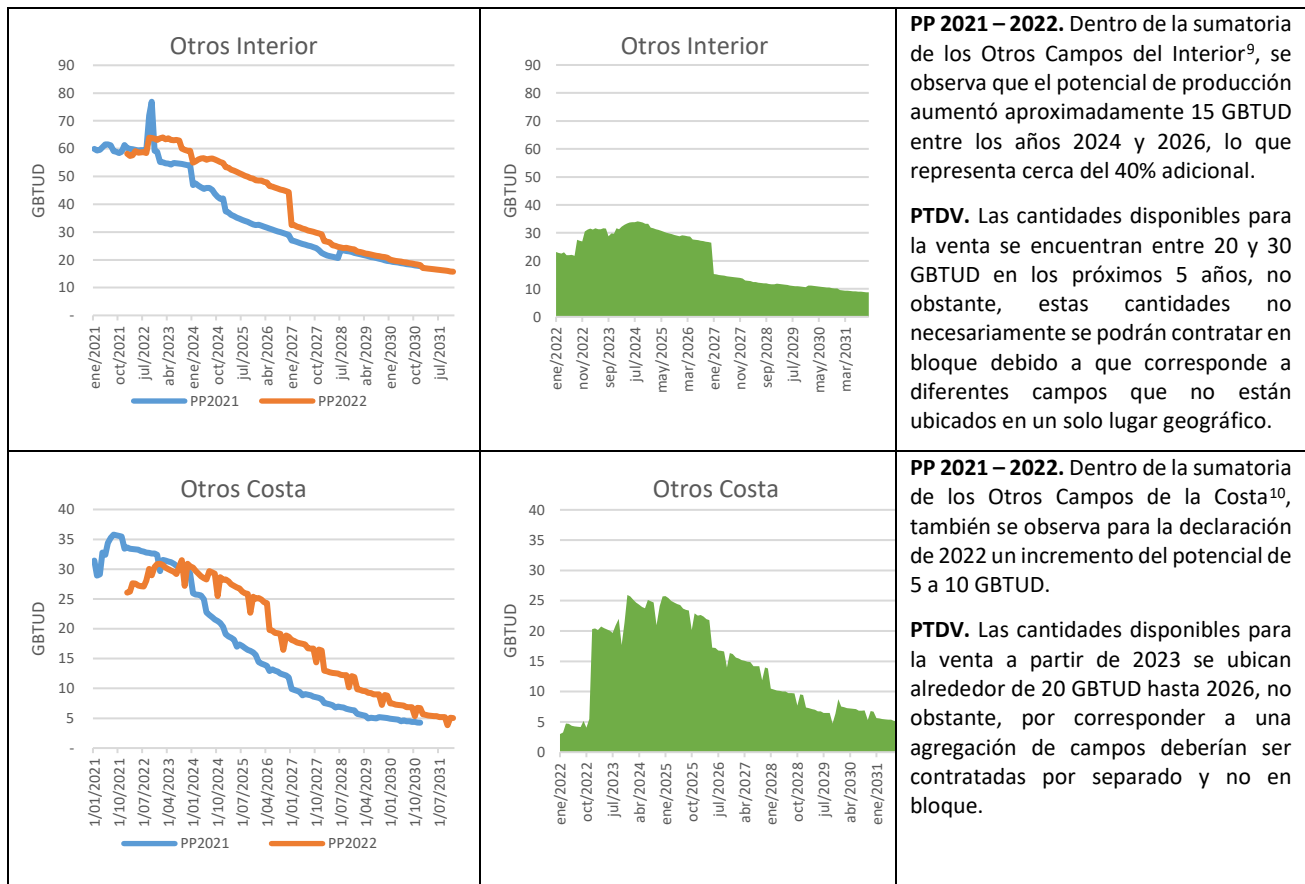 Otros Interior
90
80
70
60
50
40
30
20
10
-
GBTUD
ene/2021
oct/2021
jul/2022
abr/2023
ene/2024
oct/2024
jul/2025
abr/2026
ene/2027
oct/2027
jul/2028
abr/2029
ene/2030
oct/2030
jul/2031
PP2021
PP2022
Otros Interior
90
80
70
60
50
40
30
20
10
0
GBTUD
ene/2022
nov/2022
sep/2023
jul/2024
may/2025
mar/2026
ene/2027
nov/2027
sep/2028
jul/2029
may/2030
mar/2031
PP 2021 – 2022. Dentro de la sumatoria
de los Otros Campos del Interior⁹, se
observa que el potencial de producción
aumentó aproximadamente 15 GBTUD
entre los años 2024 y 2026, lo que
representa cerca del 40% adicional.
PTDV. Las cantidades disponibles para
la venta se encuentran entre 20 y 30
GBTUD en los próximos 5 años, no
obstante, estas cantidades no
necesariamente se podrán contratar en
bloque debido a que corresponde a
diferentes campos que no están
ubicados en un solo lugar geográfico.
Otros Costa
40
35
30
25
20
15
10
5
-
GBTUD
1/01/2021
1/10/2021
1/07/2022
1/04/2023
1/01/2024
1/10/2024
1/07/2025
1/04/2026
1/01/2027
1/10/2027
1/07/2028
1/04/2029
1/01/2030
1/10/2030
1/07/2031
PP2021
PP2022
Otros Costa
40
35
30
25
20
15
10
5
0
GBTUD
ene/2022
oct/2022
jul/2023
abr/2024
ene/2025
oct/2025
jul/2026
abr/2027
ene/2028
oct/2028
jul/2029
abr/2030
ene/2031
PP 2021 – 2022. Dentro de la sumatoria
de los Otros Campos de la Costa¹⁰,
también se observa para la declaración
de 2022 un incremento del potencial de
5 a 10 GBTUD.
PTDV. Las cantidades disponibles para
la venta a partir de 2023 se ubican
alrededor de 20 GBTUD hasta 2026, no
obstante, por corresponder a una
agregación de campos deberían ser
contratadas por separado y no en
bloque.